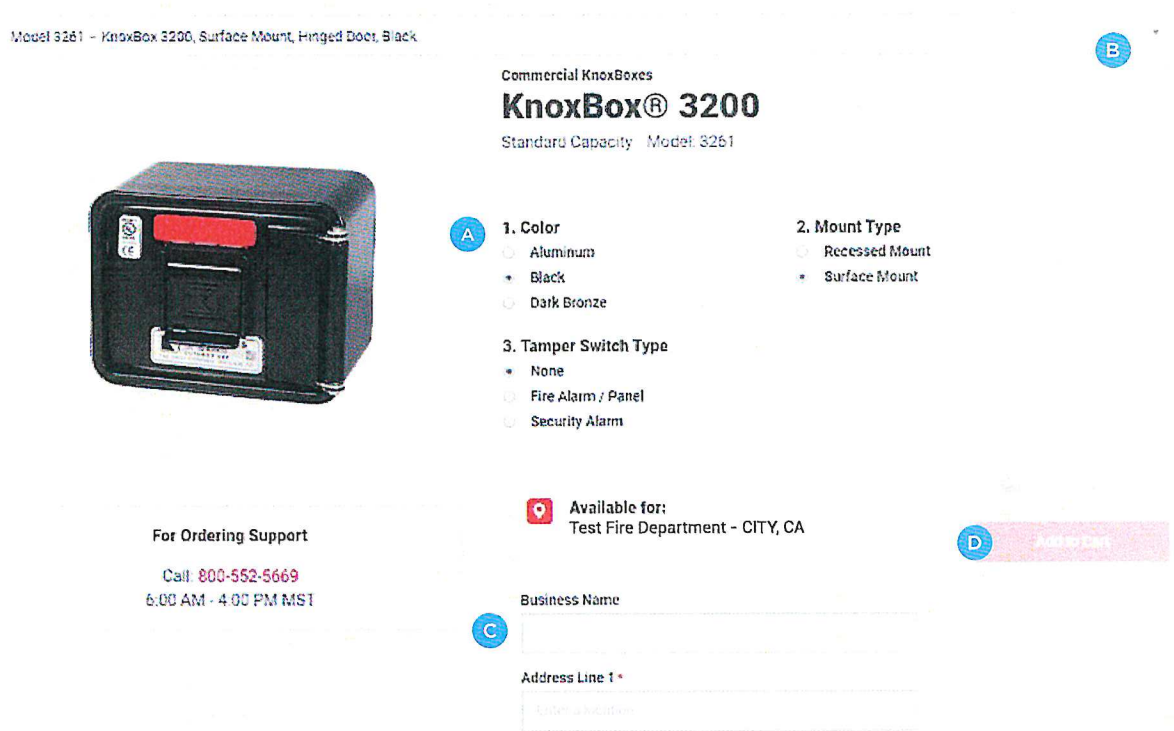 Model 3261 - KnoxBox 3200, Surface Mount, Hinged Door, Black
B
Commercial KnoxBoxes
KnoxBox® 3200
Standard Capacity Model: 3261
A
1. Color
Aluminum
Black
Dark Bronze
2. Mount Type
Recessed Mount
Surface Mount
3. Tamper Switch Type
None
Fire Alarm / Panel
Security Alarm
For Ordering Support
Call: 800-552-5669
6:00 AM - 4:00 PM MST
Available for:
Test Fire Department - CITY, CA
D
Add to Cart
Business Name
C
Address Line 1 *
Enter a location